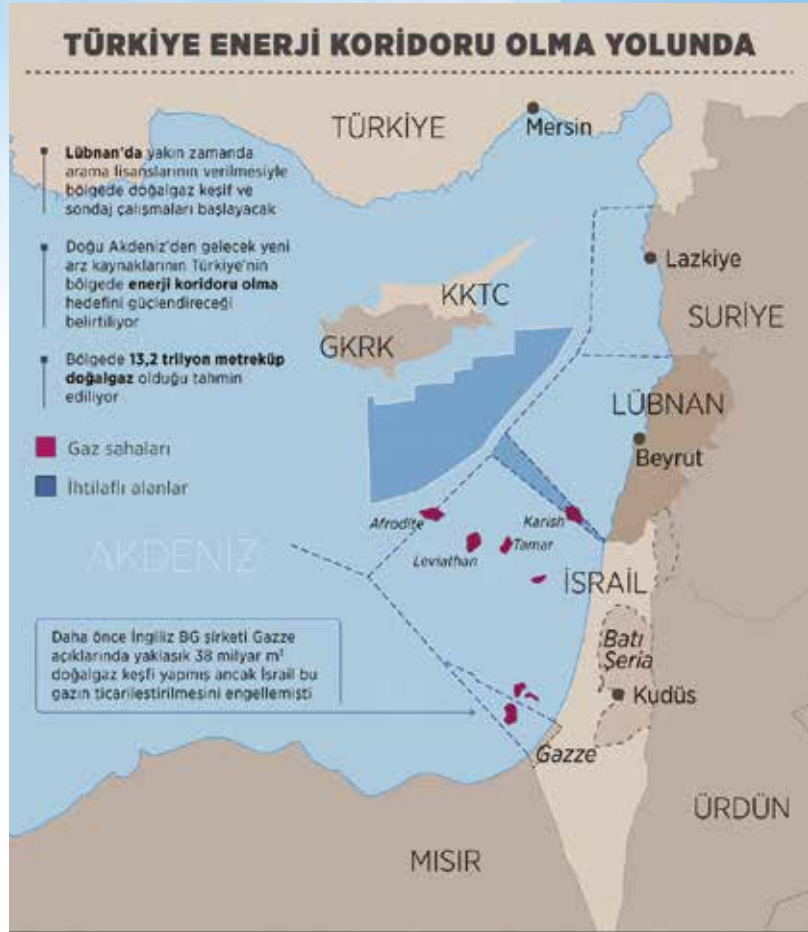 TÜRKİYE ENERJİ KORİDORU OLMA YOLUNDA
TÜRKİYE
Mersin
Lübnan'da yakın zamanda
arama lisanslarının verilmesiyle
bölgede doğalgaz keşif ve
sondaj çalışmaları başlayacak
Doğu Akdeniz'den gelecek yeni
arz kaynaklarının Türkiye'nin
bölgede enerji koridoru olma
hedefini güçlendireceği
belirtiliyor
Bölgede 13,2 trilyon metreküp
doğalgaz olduğu tahmin
ediliyor
Lazkiye
KKTC
SURİYE
GKRK
LÜBNAN
Beyrut
Gaz sahaları
İhtilaflı alanlar
Afrodite
Karish
Leviathan
Tamar
AKDENİZ
İSRAİL
Daha önce İngiliz BG şirketi Gazze
açıklarında yaklasık 38 milyar m³
doğalgaz keşfi yapmış ancak İsrail bu
gazın ticarileştirilmesini engellemişti
Batı
Şeria
Kudüs
Gazze
ÜRDÜN
MISIR